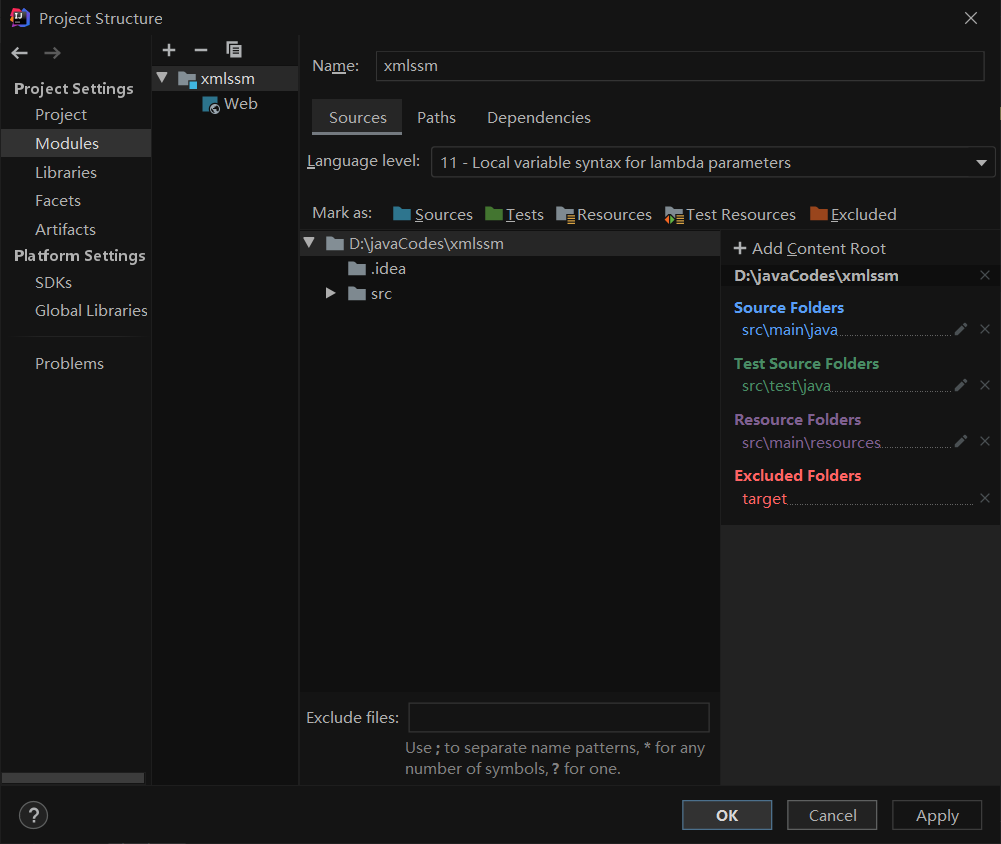 Project Structure
Project Settings
Project
Modules
Libraries
Facets
Artifacts
Platform Settings
SDKs
Global Libraries
Problems
xmlssm
Web
Name: xmlssm
Sources Paths Dependencies
Language level: 11 - Local variable syntax for lambda parameters
Mark as: Sources Tests Resources Test Resources Excluded
D:\javaCodes\xmlssm
.idea
src
Add Content Root
D:\javaCodes\xmlssm
Source Folders
src\main\java
Test Source Folders
src\test\java
Resource Folders
src\main\resources
Excluded Folders
target
Exclude files:
Use ; to separate name patterns, * for any
number of symbols, ? for one.
? OK Cancel Apply